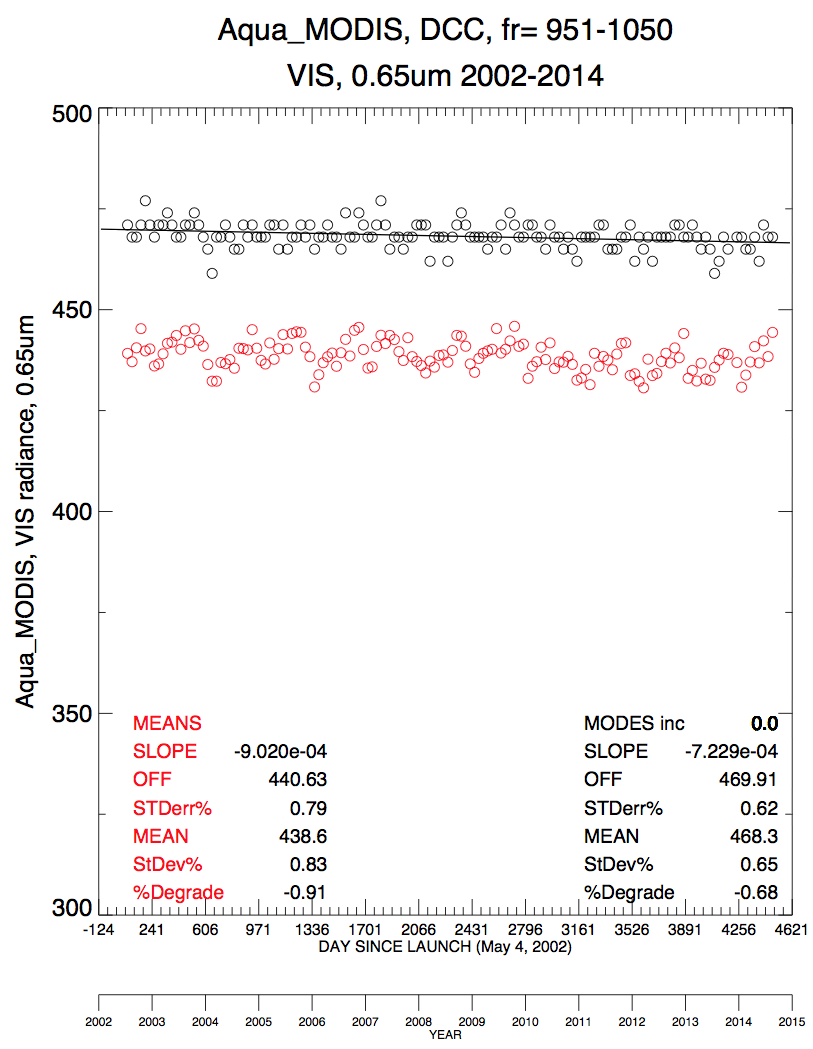 Aqua_MODIS, DCC, fr= 951-1050
VIS, 0.65um 2002-2014
500
450
400
350
300
Aqua_MODIS, VIS radiance, 0.65um
MEANS
SLOPE -9.020e-04
OFF 440.63
STDerr% 0.79
MEAN 438.6
StDev% 0.83
%Degrade -0.91
MODES inc 0.0
SLOPE -7.229e-04
OFF 469.91
STDerr% 0.62
MEAN 468.3
StDev% 0.65
%Degrade -0.68
-124 241 606 971 1336 1701 2066 2431 2796 3161 3526 3891 4256 4621
DAY SINCE LAUNCH (May 4, 2002)
2002 2003 2004 2005 2006 2007 2008 2009 2010 2011 2012 2013 2014 2015
YEAR